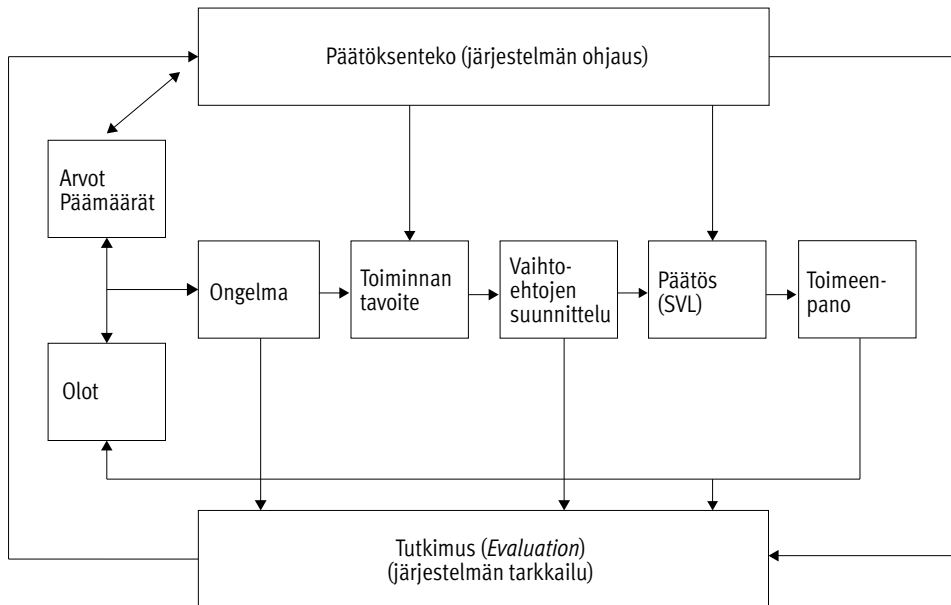 Päätöksenteko (järjestelmän ohjaus)
Arvot
Päämäärät
Ongelma
Toiminnan
tavoite
Vaihto-
ehtojen
suunnittelu
Päätös
(SVL)
Toimeen-
pano
Olot
Tutkimus (Evaluation)
(järjestelmän tarkkailu)